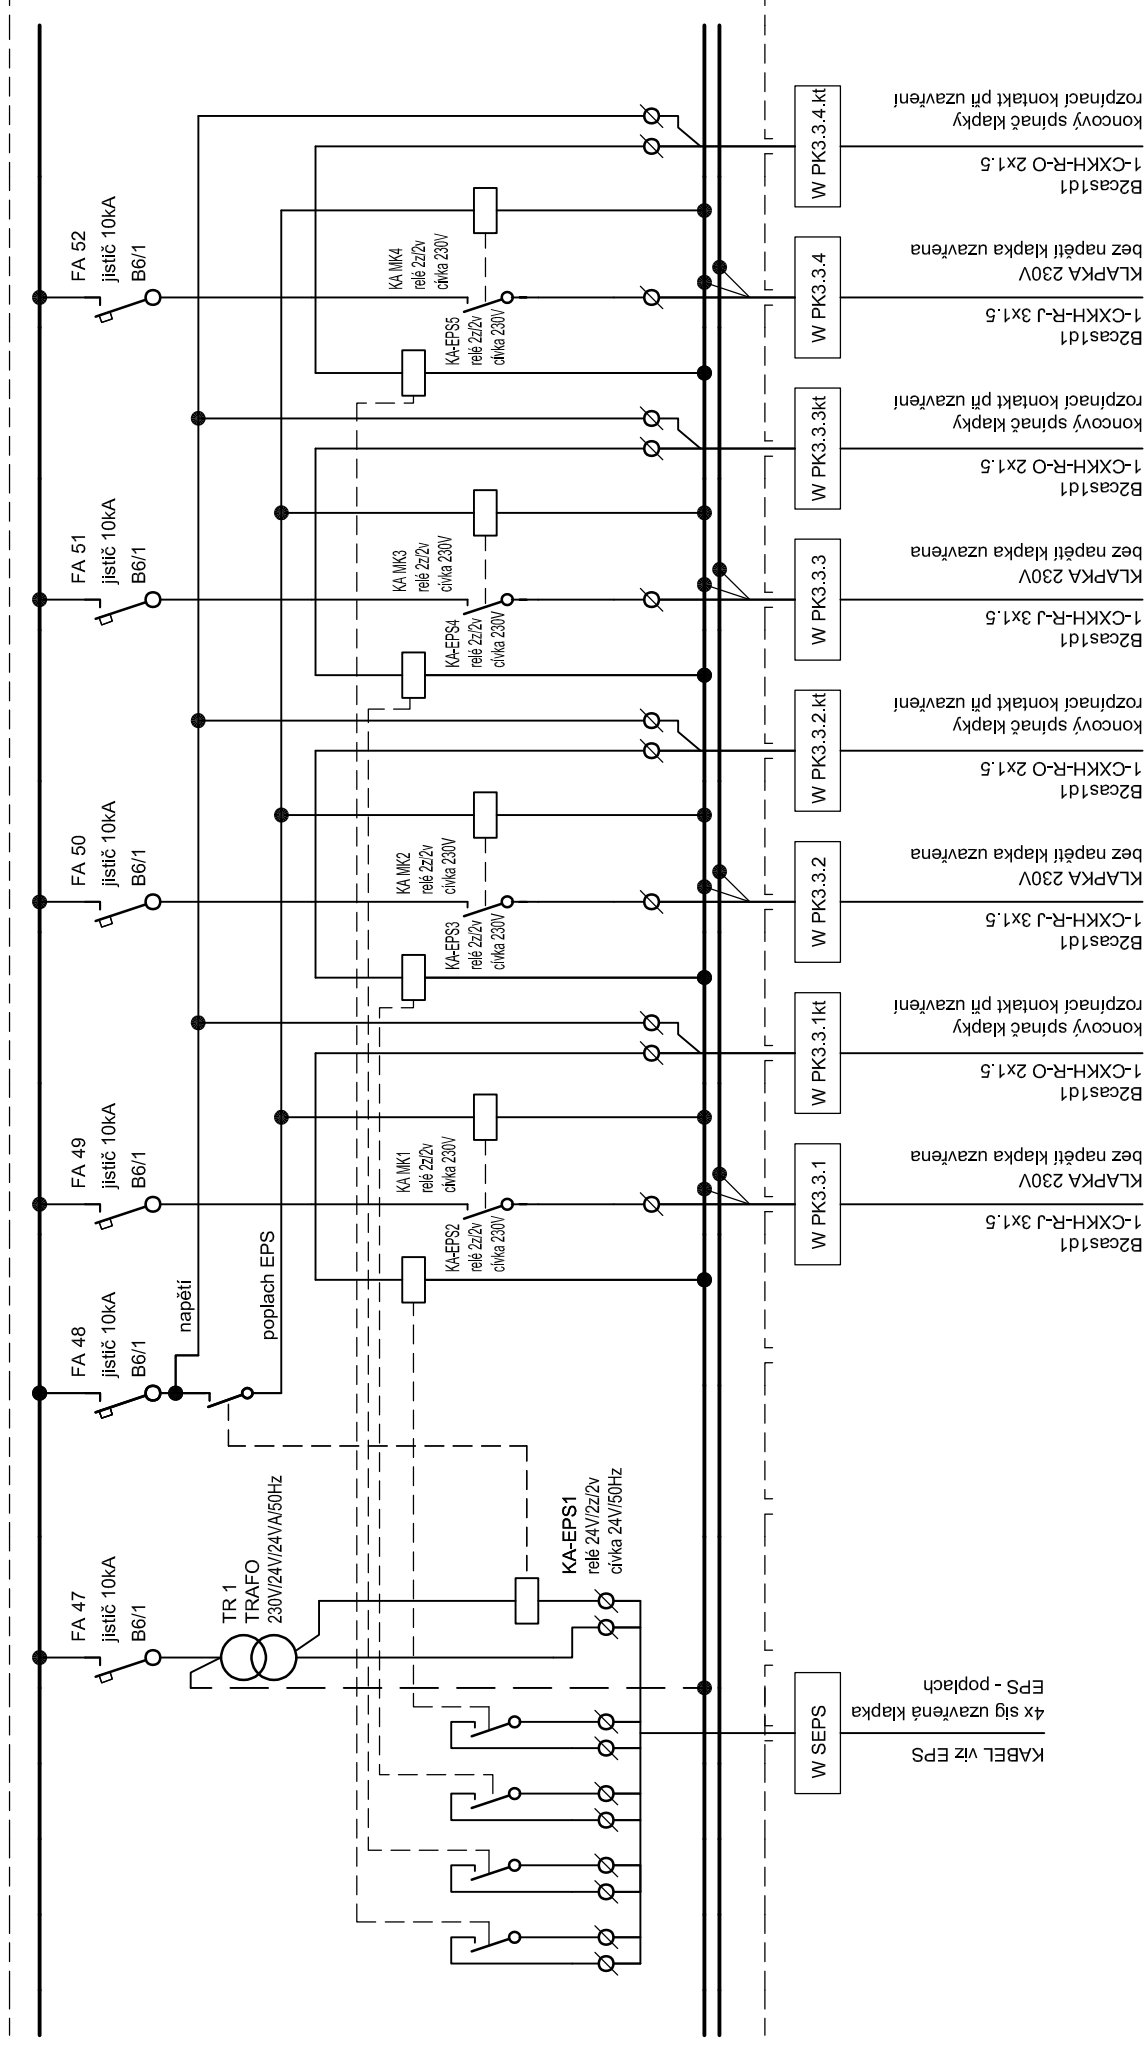 FA 47
jistič 10kA
B6/1
TR 1
TRAFO
230V/24V/24VA/50Hz
KA-EPS1
relé 24V/2z/2v
cívka 24V/50Hz
W SEPS
KABEL viz EPS
4x sig uzavřená klapka
EPS - poplach
FA 48
jistič 10kA
B6/1
napětí
poplach EPS
FA 49
jistič 10kA
B6/1
KA MK1
relé 2z/2v
cívka 230V
KA-EPS2
relé 2z/2v
cívka 230V
W PK3.3.1
B2cas1d1
1-CXKH-R-J 3x1.5
KLAPKA 230V
bez napětí klapka uzavřena
W PK3.3.1kt
B2cas1d1
1-CXKH-R-O 2x1.5
koncový spínač klapky
rozpínací kontakt při uzavření
FA 50
jistič 10kA
B6/1
KA MK2
relé 2z/2v
cívka 230V
KA-EPS3
relé 2z/2v
cívka 230V
W PK3.3.2
B2cas1d1
1-CXKH-R-J 3x1.5
KLAPKA 230V
bez napětí klapka uzavřena
W PK3.3.2.kt
B2cas1d1
1-CXKH-R-O 2x1.5
koncový spínač klapky
rozpínací kontakt při uzavření
FA 51
jistič 10kA
B6/1
KA MK3
relé 2z/2v
cívka 230V
KA-EPS4
relé 2z/2v
cívka 230V
W PK3.3.3
B2cas1d1
1-CXKH-R-J 3x1.5
KLAPKA 230V
bez napětí klapka uzavřena
W PK3.3.3kt
B2cas1d1
1-CXKH-R-O 2x1.5
koncový spínač klapky
rozpínací kontakt při uzavření
FA 52
jistič 10kA
B6/1
KA MK4
relé 2z/2v
cívka 230V
KA-EPS5
relé 2z/2v
cívka 230V
W PK3.3.4
B2cas1d1
1-CXKH-R-J 3x1.5
KLAPKA 230V
bez napětí klapka uzavřena
W PK3.3.4.kt
B2cas1d1
1-CXKH-R-O 2x1.5
koncový spínač klapky
rozpínací kontakt při uzavření